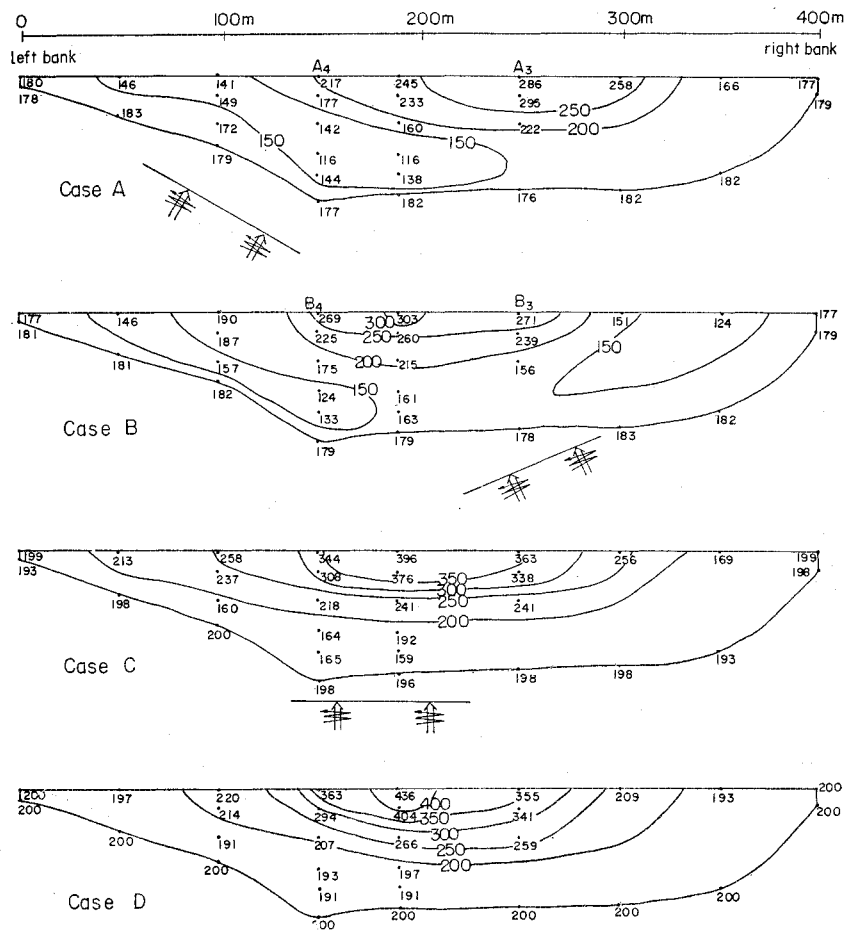 0 100m 200m 300m 400m
left bank right bank
A4 A3
180 146 141 217 245 286 258 166 177
178 183 149 177 233 295 250 179
172 142 160 222 200
150 150
179 116 116
144 138 182
Case A 177 182 176 182
B4 B3
177 146 190 269 300 303 271 151 124 177
181 187 225 250 260 239 179
181 157 175 200 215 156 150
182 124 150 161
133 163 182
Case B 179 179 178 183
199 213 258 344 396 363 256 169 199
193 237 308 376 350 338 198
300
198 160 218 241 250 241
200 164 192 200
165 159 193
Case C 198 196 198 198
200 197 220 363 436 400 355 209 193 200
200 214 294 404 350 341 200
300
200 191 207 266 250 259
200 193 197 200
191 191 200
Case D 200 200 200 200